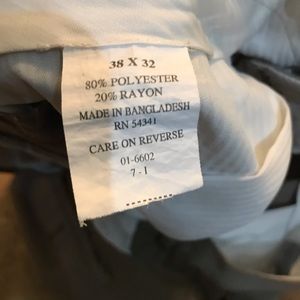 38 X 32
80% POLYESTER
20% RAYON
MADE IN BANGLADESH
RN 54341
CARE ON REVERSE
01-6602
7 - 1